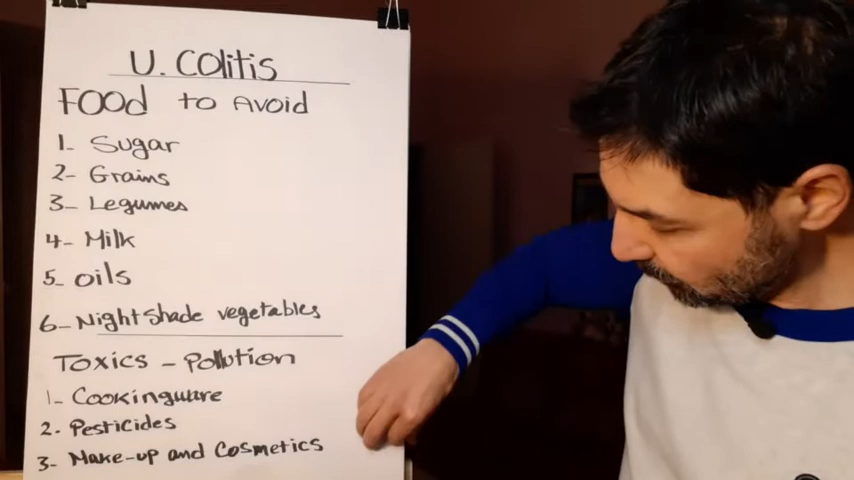 U. Colitis
Food to Avoid
1- Sugar
2- Grains
3- Legumes
4- Milk
5- oils
6- Nightshade vegetables
Toxics - Pollution
1- Cookingware
2. Pesticides
3- Make-up and Cosmetics